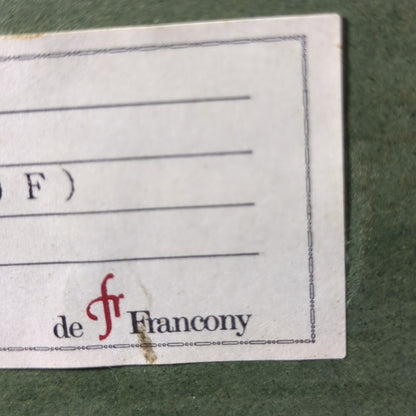 ) F )
de fr Francony